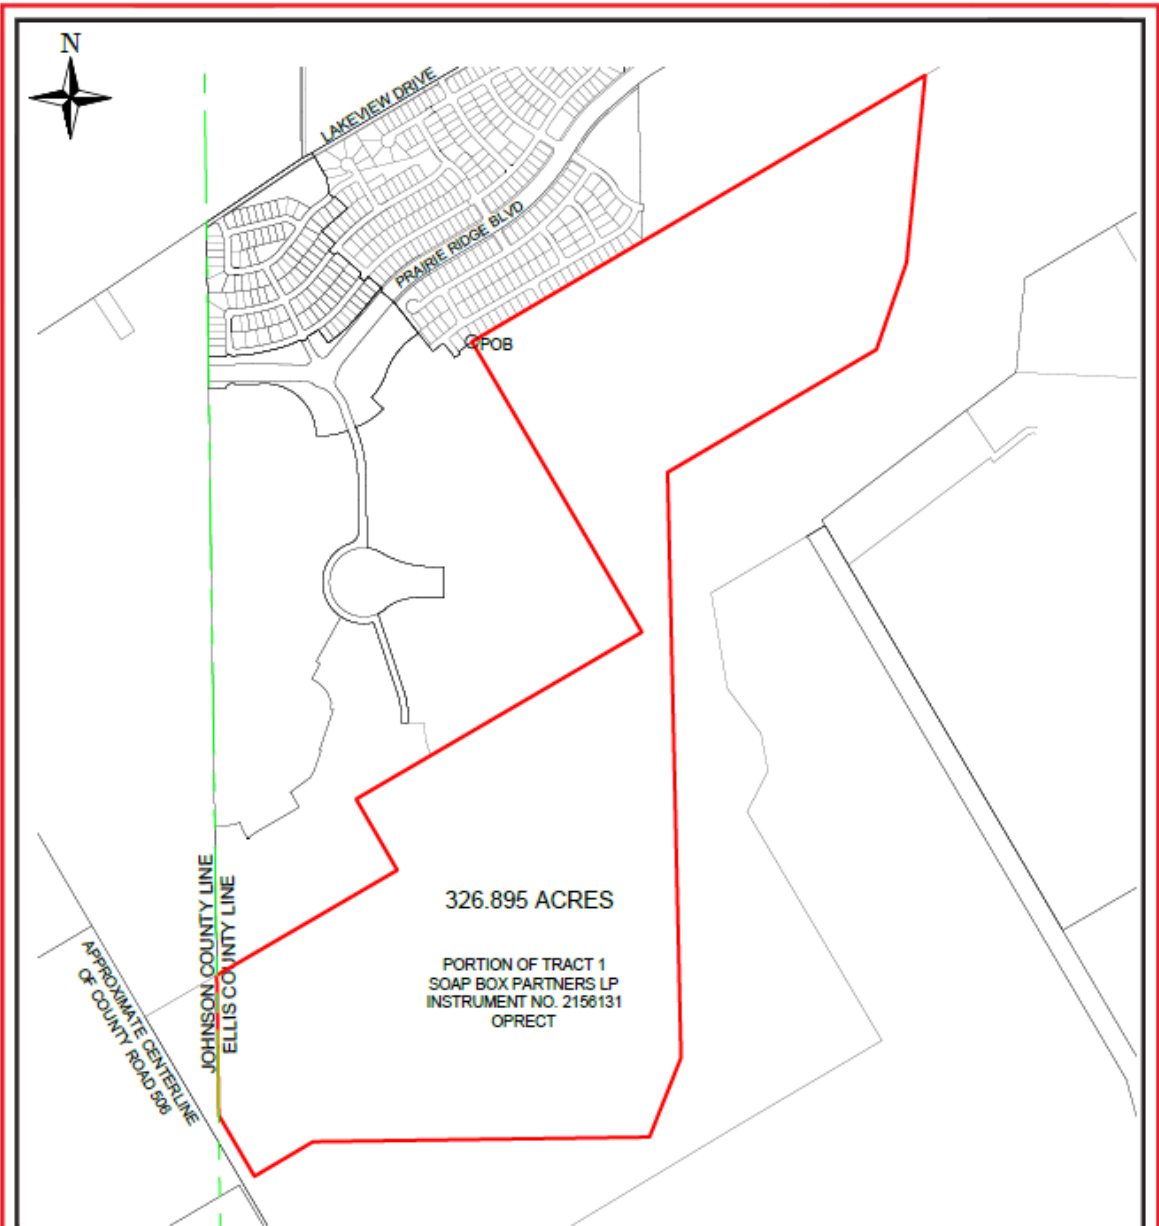 N
LAKEVIEW DRIVE
PRAIRIE RIDGE BLVD
POB
JOHNSON COUNTY LINE
ELLIS COUNTY LINE
APPROXIMATE CENTERLINE
OF COUNTY ROAD 506
326.895 ACRES
PORTION OF TRACT 1
SOAP BOX PARTNERS LP
INSTRUMENT NO. 2156131
OPRECT